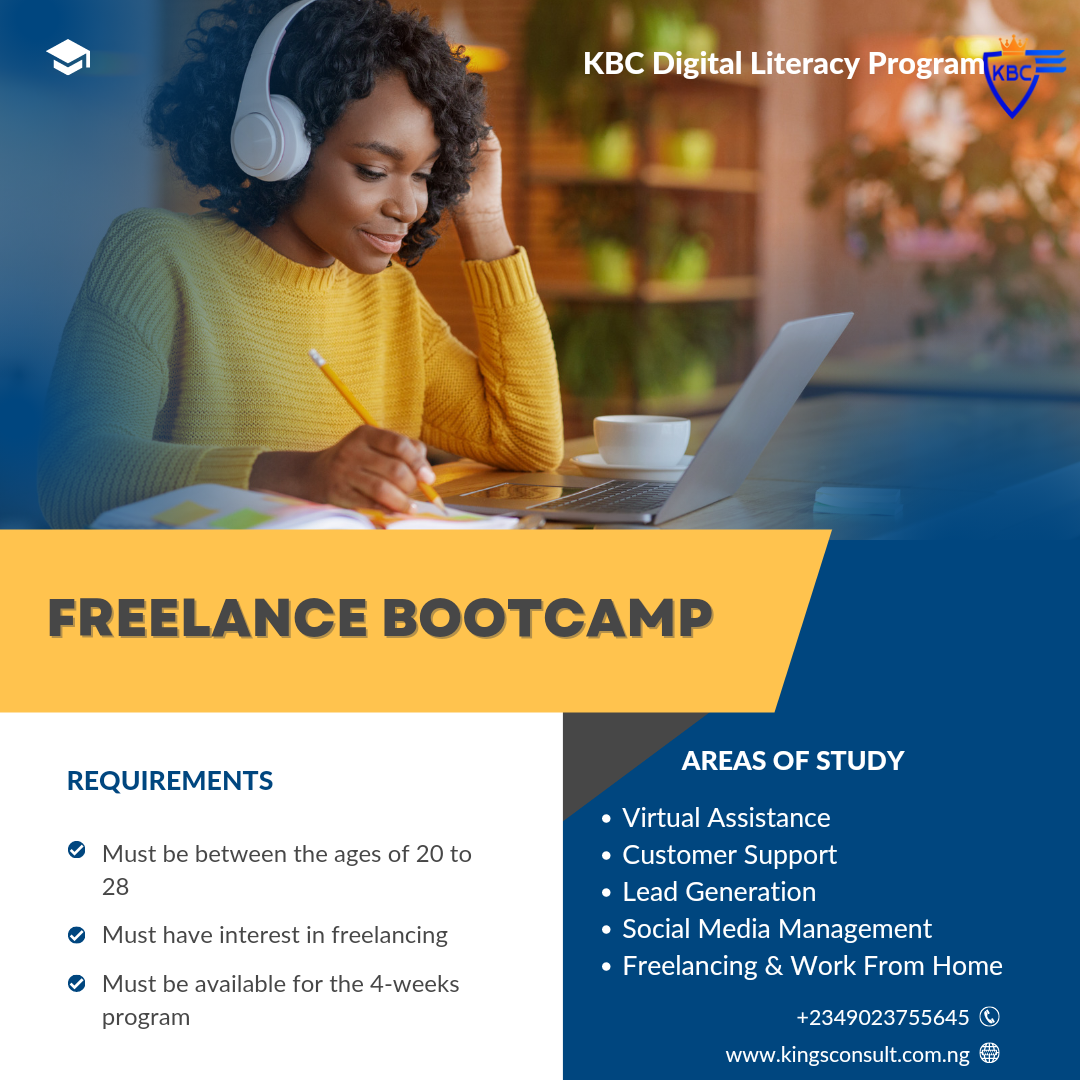 KBC Digital Literacy Program
KBC
FREELANCE BOOTCAMP
REQUIREMENTS
Must be between the ages of 20 to
28
Must have interest in freelancing
Must be available for the 4-weeks
program
AREAS OF STUDY
• Virtual Assistance
• Customer Support
• Lead Generation
• Social Media Management
• Freelancing & Work From Home
+2349023755645
www.kingsconsult.com.ng